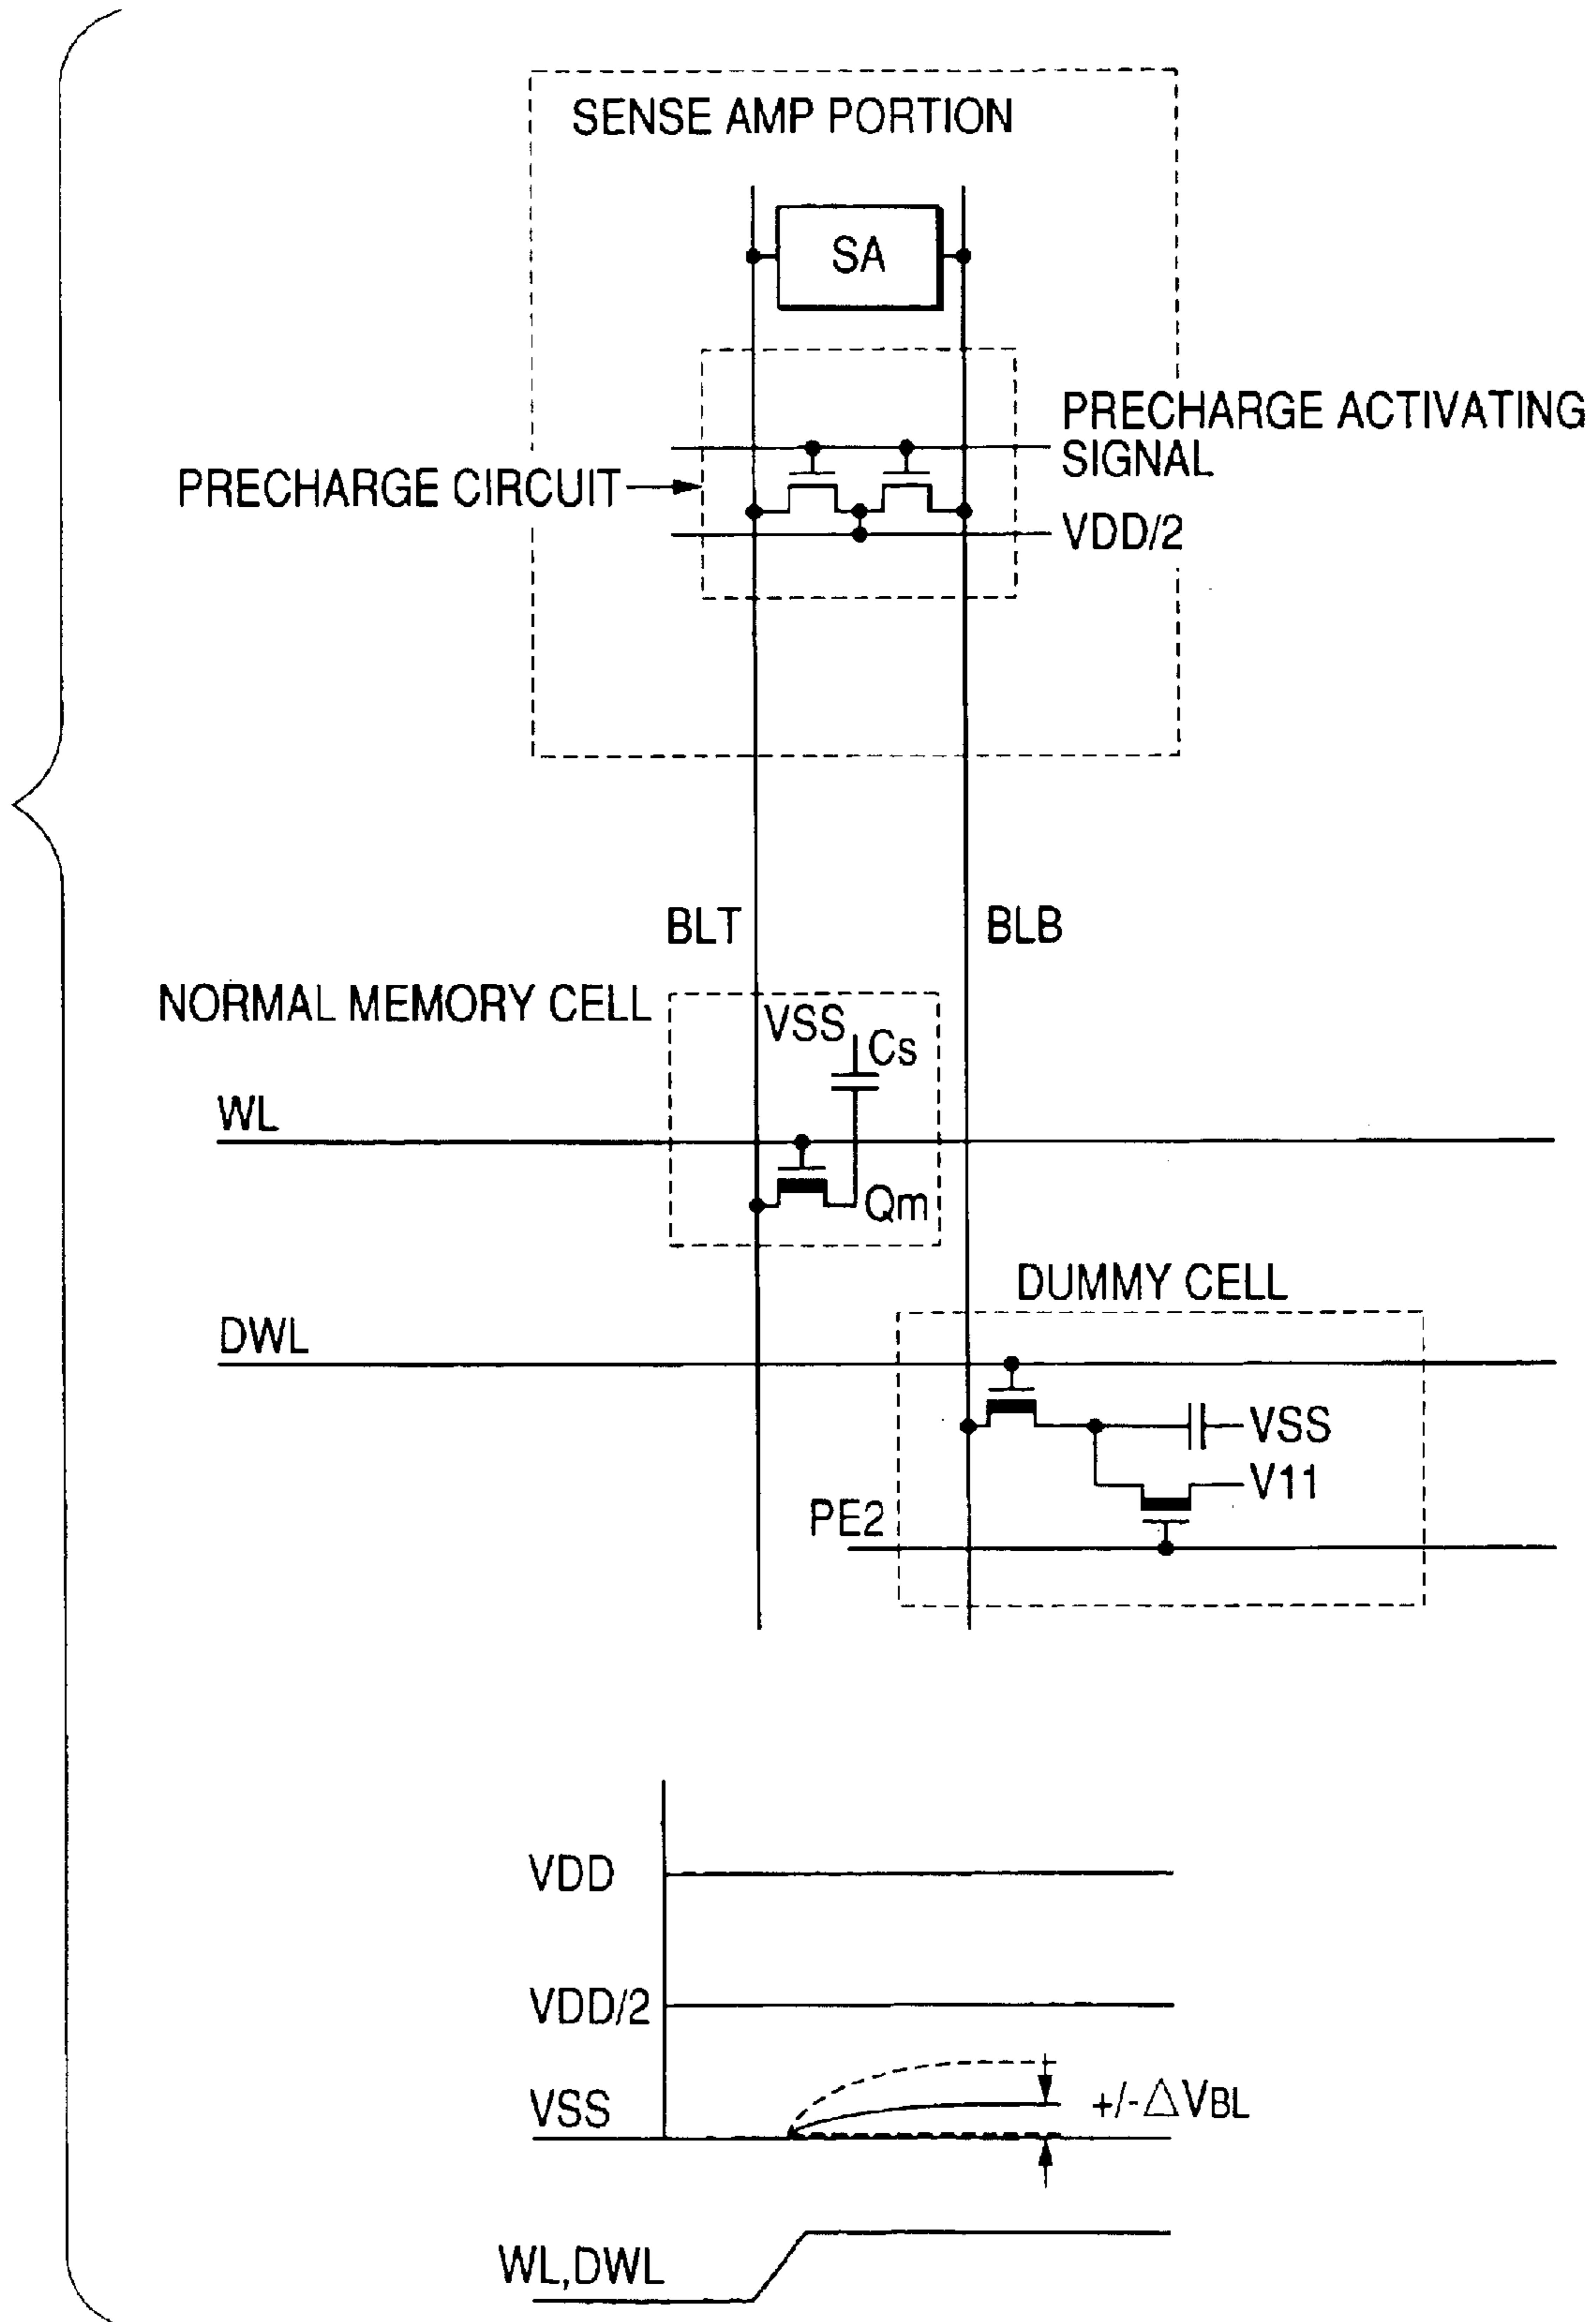 SENSE AMP PORTION
SA
PRECHARGE ACTIVATING
SIGNAL
PRECHARGE CIRCUIT
VDD/2
BLT
BLB
NORMAL MEMORY CELL
VSS
Cs
WL
Qm
DUMMY CELL
DWL
VSS
V11
PE2
VDD
VDD/2
VSS
+/-△VBL
WL,DWL